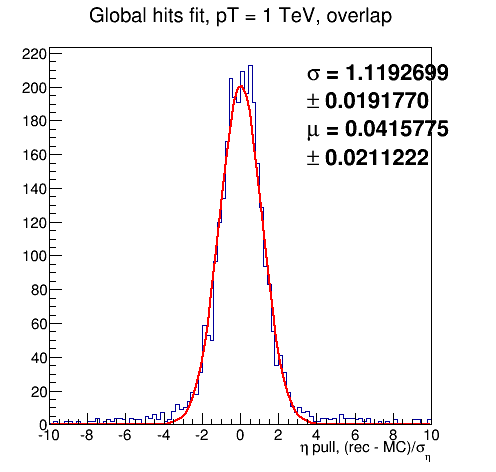 Global hits fit, pT = 1 TeV, overlap
220
200
180
160
140
120
100
80
60
40
20
0
σ = 1.1192699
± 0.0191770
μ = 0.0415775
± 0.0211222
-10 -8 -6 -4 -2 0 2 4 6 8 10
η pull, (rec - MC)/σ_η